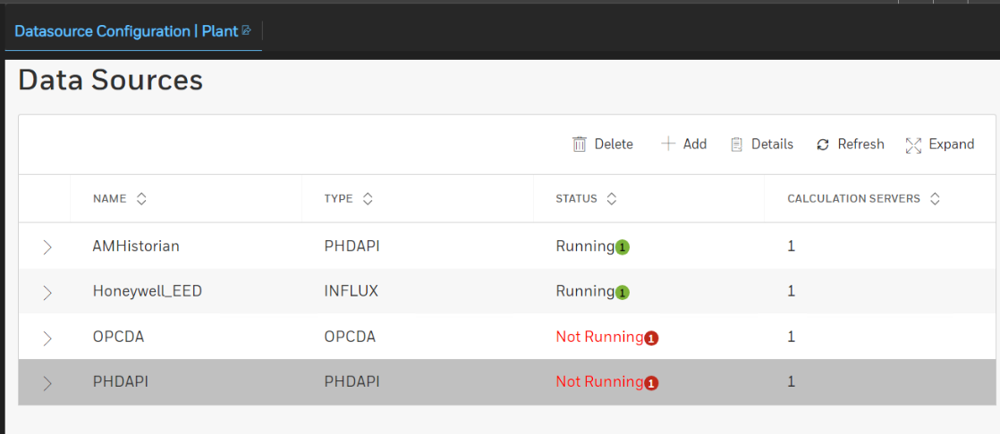 Datasource Configuration | Plant
Data Sources
Delete Add Details Refresh Expand
NAME TYPE STATUS CALCULATION SERVERS
AMHistorian PHDAPI Running 1 1
Honeywell_EED INFLUX Running 1 1
OPCDA OPCDA Not Running 1 1
PHDAPI PHDAPI Not Running 1 1